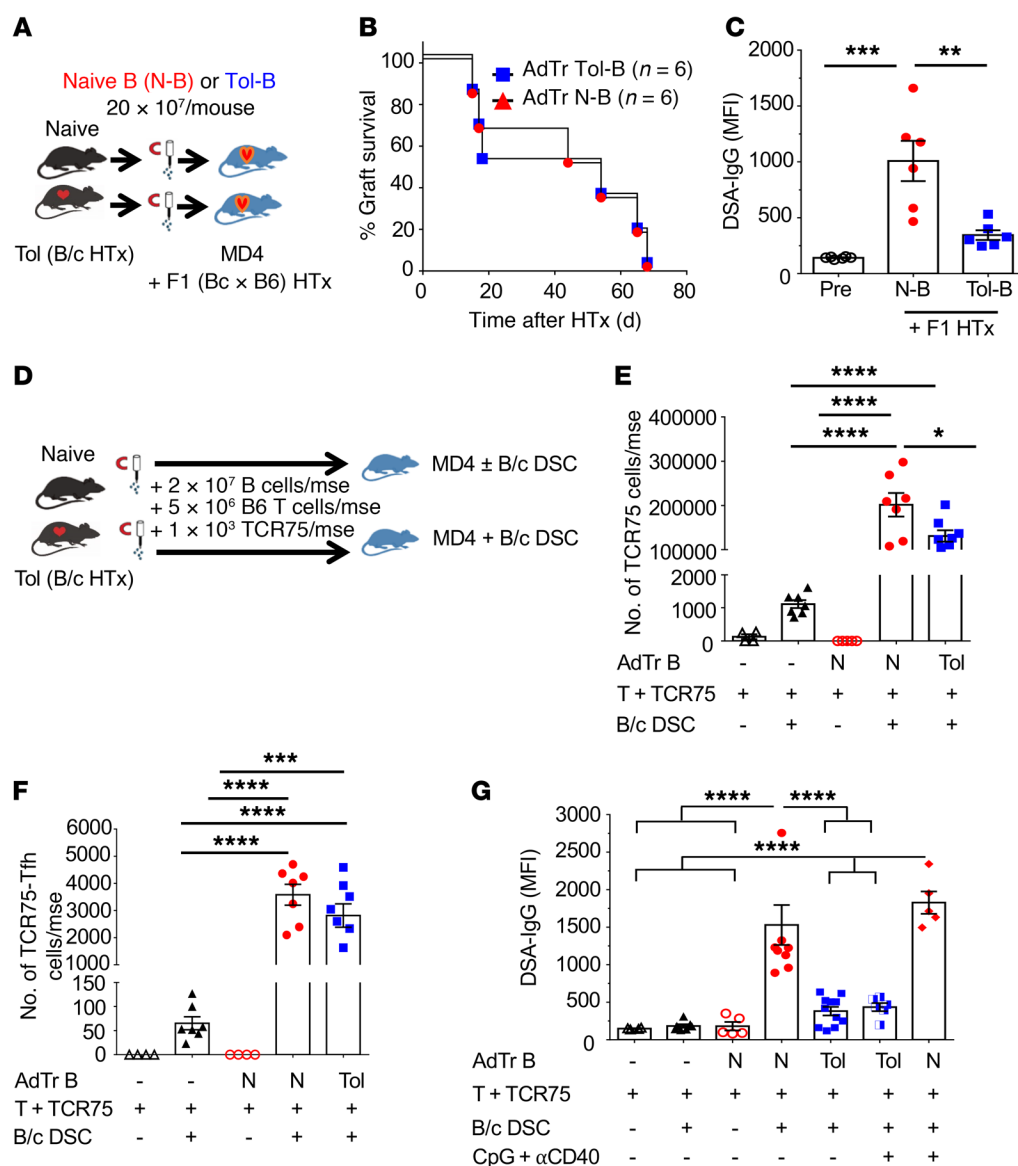 A
Naive B (N-B) or Tol-B
20 × 10⁷/mouse
Naive
Tol (B/c HTx)
MD4
+ F1 (Bc × B6) HTx
B
% Graft survival
100
80
60
40
20
0
AdTr Tol-B (n = 6)
AdTr N-B (n = 6)
0 20 40 60 80
Time after HTx (d)
C
DSA-IgG (MFI)
2000
1500
1000
500
0
*** **
Pre N-B Tol-B
+ F1 HTx
D
Naive
+ 2 × 10⁷ B cells/mse
+ 5 × 10⁶ B6 T cells/mse
+ 1 × 10³ TCR75/mse
Tol (B/c HTx)
MD4 ± B/c DSC
MD4 + B/c DSC
E
No. of TCR75 cells/mse
****
****
**** *
400000
300000
200000
100000
2000
1000
0
AdTr B - - N N Tol
T + TCR75 + + + + +
B/c DSC - + - + +
F
No. of TCR75-Tfh
cells/mse
***
****
****
****
6000
5000
4000
3000
2000
1000
150
100
50
0
AdTr B - - N N Tol
T + TCR75 + + + + +
B/c DSC - + - + +
G
DSA-IgG (MFI)
3000
2500
2000
1500
1000
500
0
**** ****
****
AdTr B - - N N Tol Tol N
T + TCR75 + + + + + + +
B/c DSC - + - + + + +
CpG + αCD40 - - - - - + +